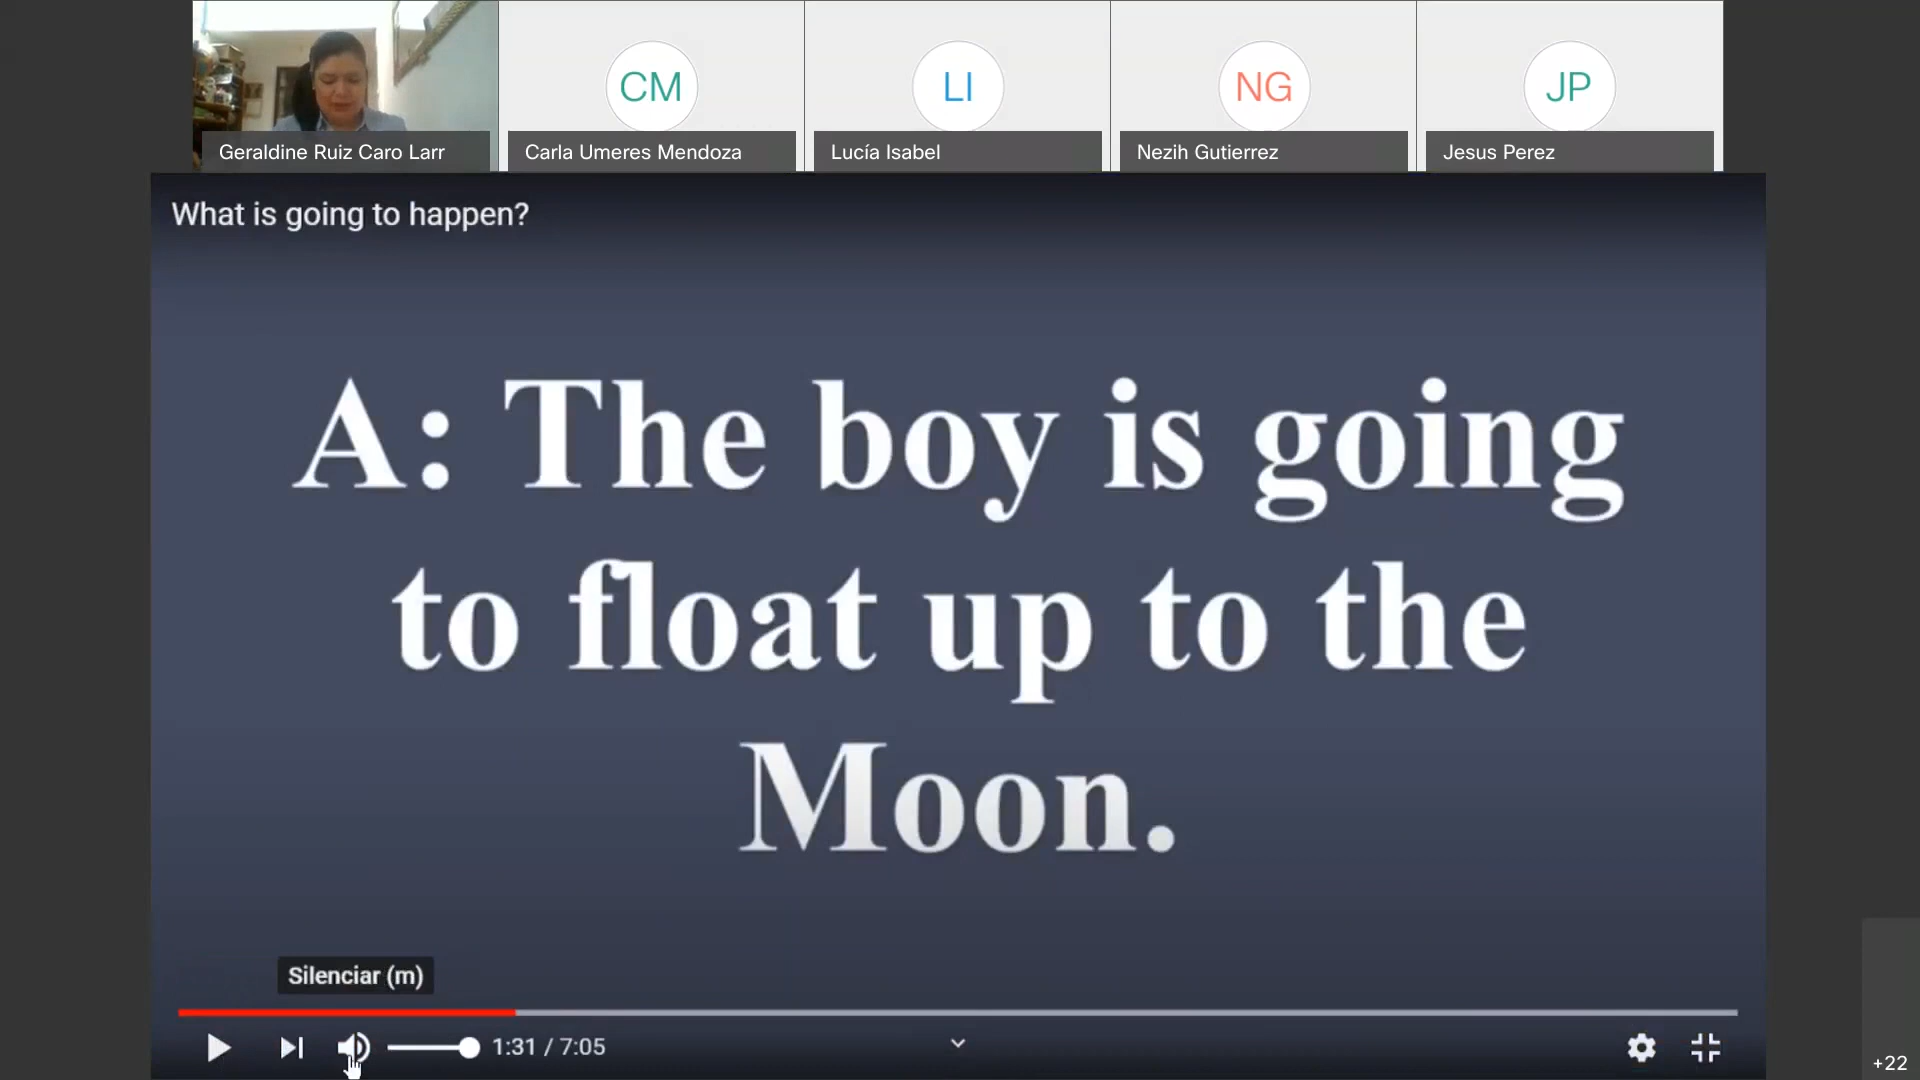 CM
LI
NG
JP
Geraldine Ruiz Caro Larr
Carla Umeres Mendoza
Lucía Isabel
Nezih Gutierrez
Jesus Perez
What is going to happen?
A: The boy is going
to float up to the
Moon.
Silenciar (m)
1:31 / 7:05
+22